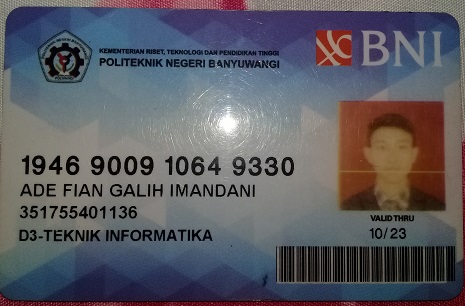 KEMENTERIAN RISET, TEKNOLOGI DAN PENDIDIKAN TINGGI
POLITEKNIK NEGERI BANYUWANGI
BNI
1946 9009 1064 9330
ADE FIAN GALIH IMANDANI
351755401136
D3-TEKNIK INFORMATIKA
VALID THRU
10/23